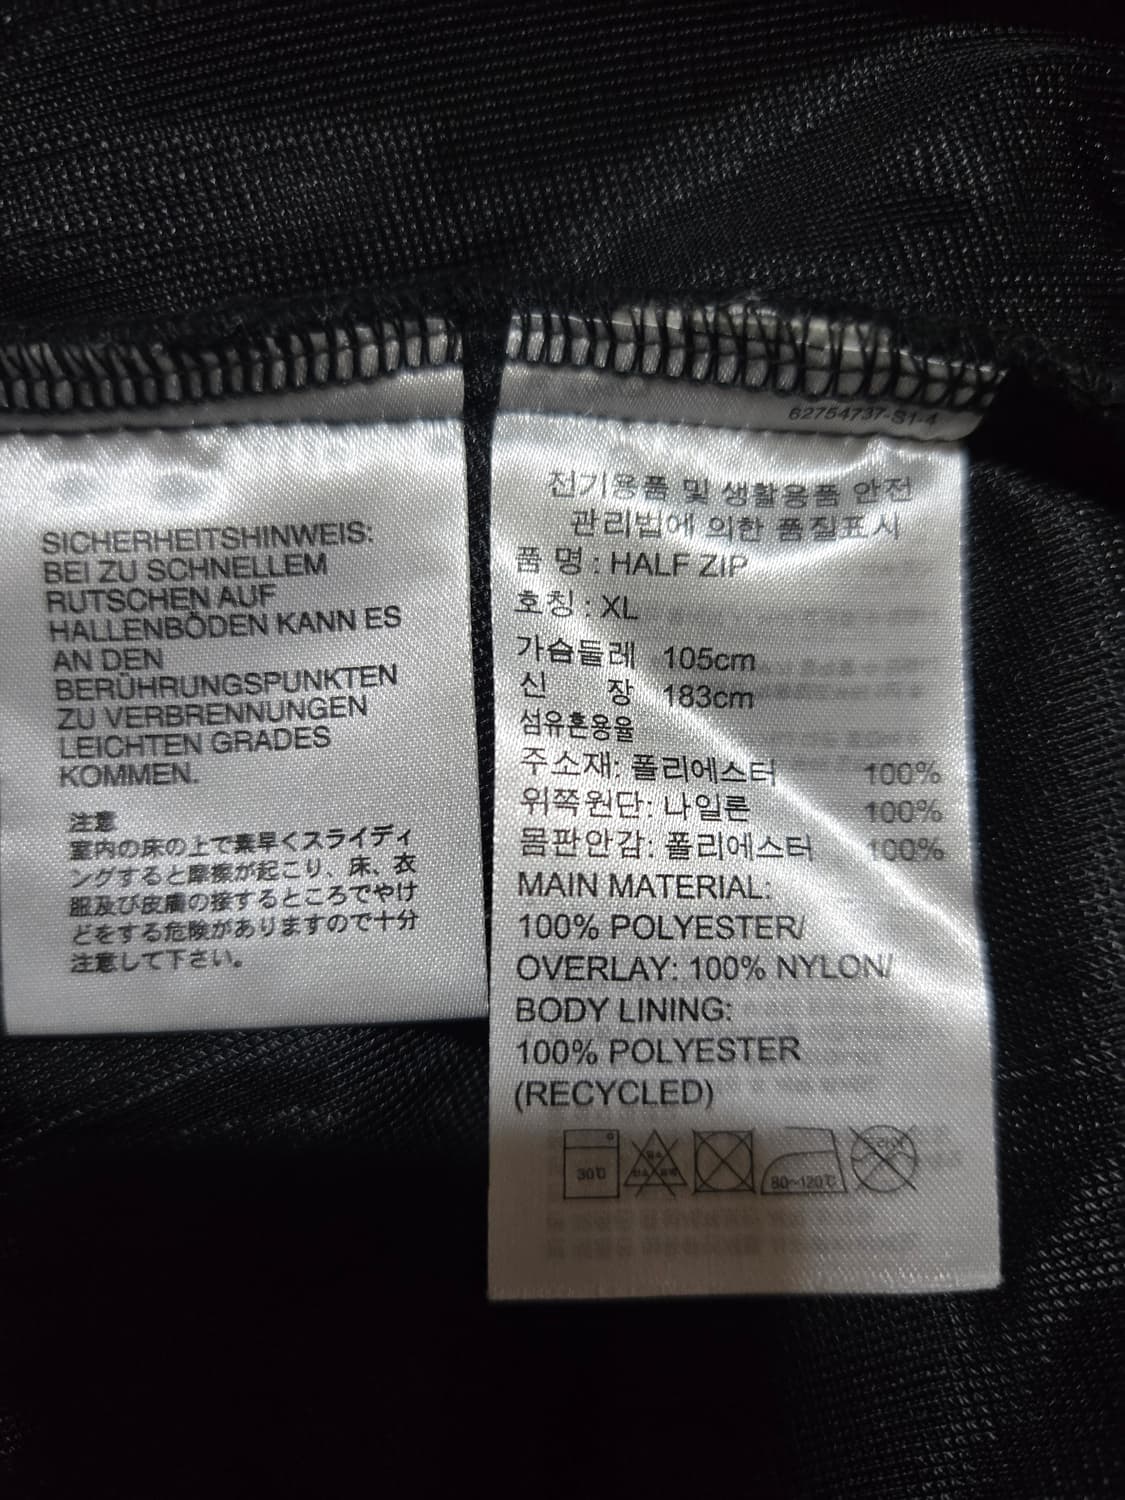 SICHERHEITSHINWEIS:
BEI ZU SCHNELLEM
RUTSCHEN AUF
HALLENBÖDEN KANN ES
AN DEN
BERÜHRUNGSPUNKTEN
ZU VERBRENNUNGEN
LEICHTEN GRADES
KOMMEN.
注意
室内の床の上で素早くスライディ
ングすると摩擦が起こり、床、衣
服及び皮膚の接するところでやけ
どをする危険がありますので十分
注意して下さい。
62754737-S1-4
전기용품 및 생활용품 안전
관리법에 의한 품질표시
품 명 : HALF ZIP
호칭 : XL
가슴둘레 105cm
신 장 183cm
섬유혼용율
주소재: 폴리에스터 100%
위쪽원단: 나일론 100%
몸판안감: 폴리에스터 100%
MAIN MATERIAL:
100% POLYESTER/
OVERLAY: 100% NYLON/
BODY LINING:
100% POLYESTER
(RECYCLED)
30℃ 80~120℃